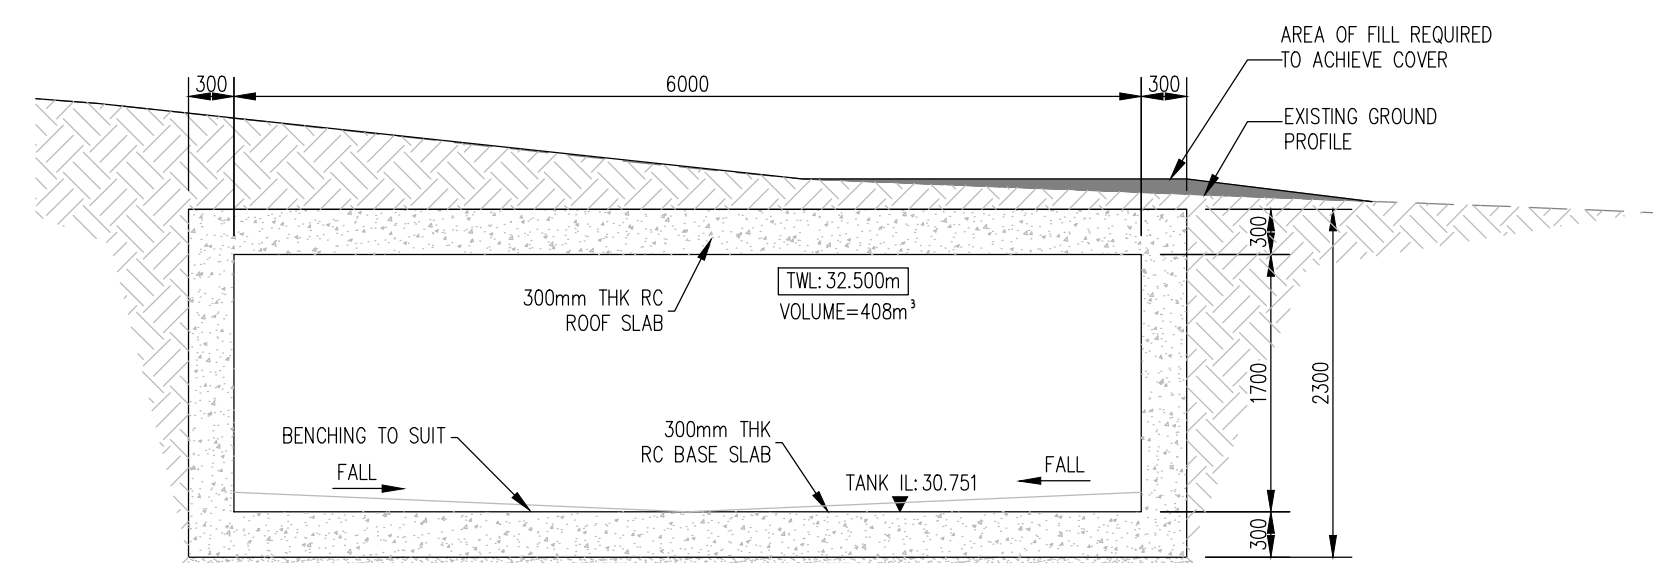 AREA OF FILL REQUIRED
TO ACHIEVE COVER
300
6000
300
EXISTING GROUND
PROFILE
300
300mm THK RC
ROOF SLAB
TWL: 32.500m
VOLUME=408m³
1700
2300
BENCHING TO SUIT
300mm THK
RC BASE SLAB
FALL
FALL
TANK IL: 30.751
300